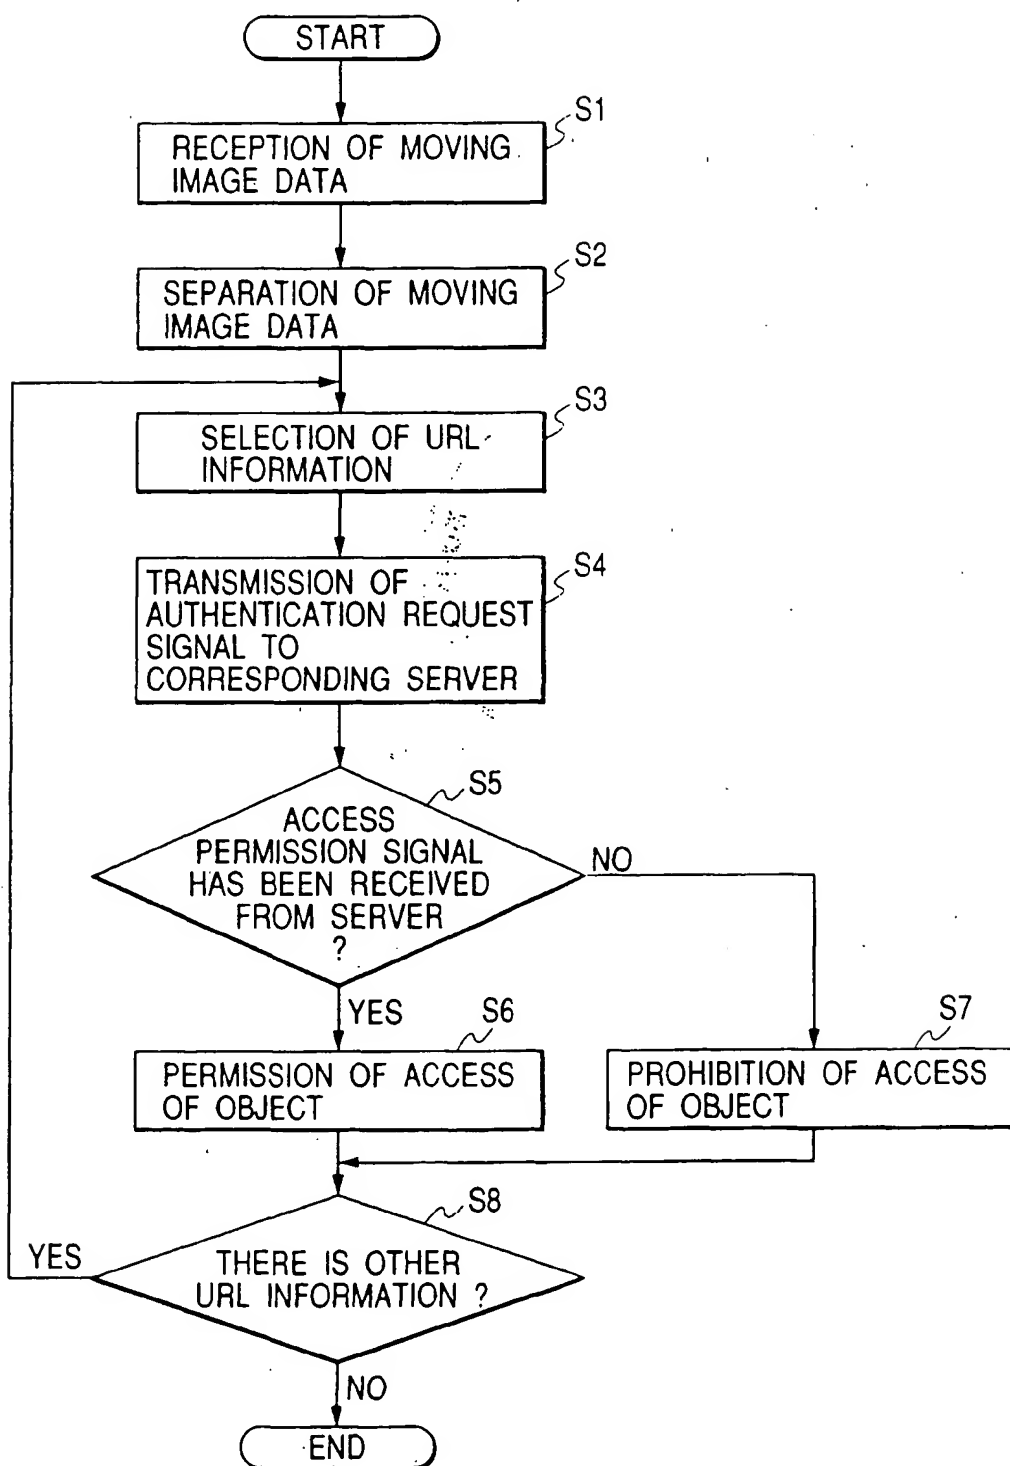 START
S1
RECEPTION OF MOVING
IMAGE DATA
S2
SEPARATION OF MOVING
IMAGE DATA
S3
SELECTION OF URL
INFORMATION
S4
TRANSMISSION OF
AUTHENTICATION REQUEST
SIGNAL TO
CORRESPONDING SERVER
S5
ACCESS
PERMISSION SIGNAL
HAS BEEN RECEIVED
FROM SERVER
?
NO
YES
S6
PERMISSION OF ACCESS
OF OBJECT
S7
PROHIBITION OF ACCESS
OF OBJECT
S8
THERE IS OTHER
URL INFORMATION ?
YES
NO
END